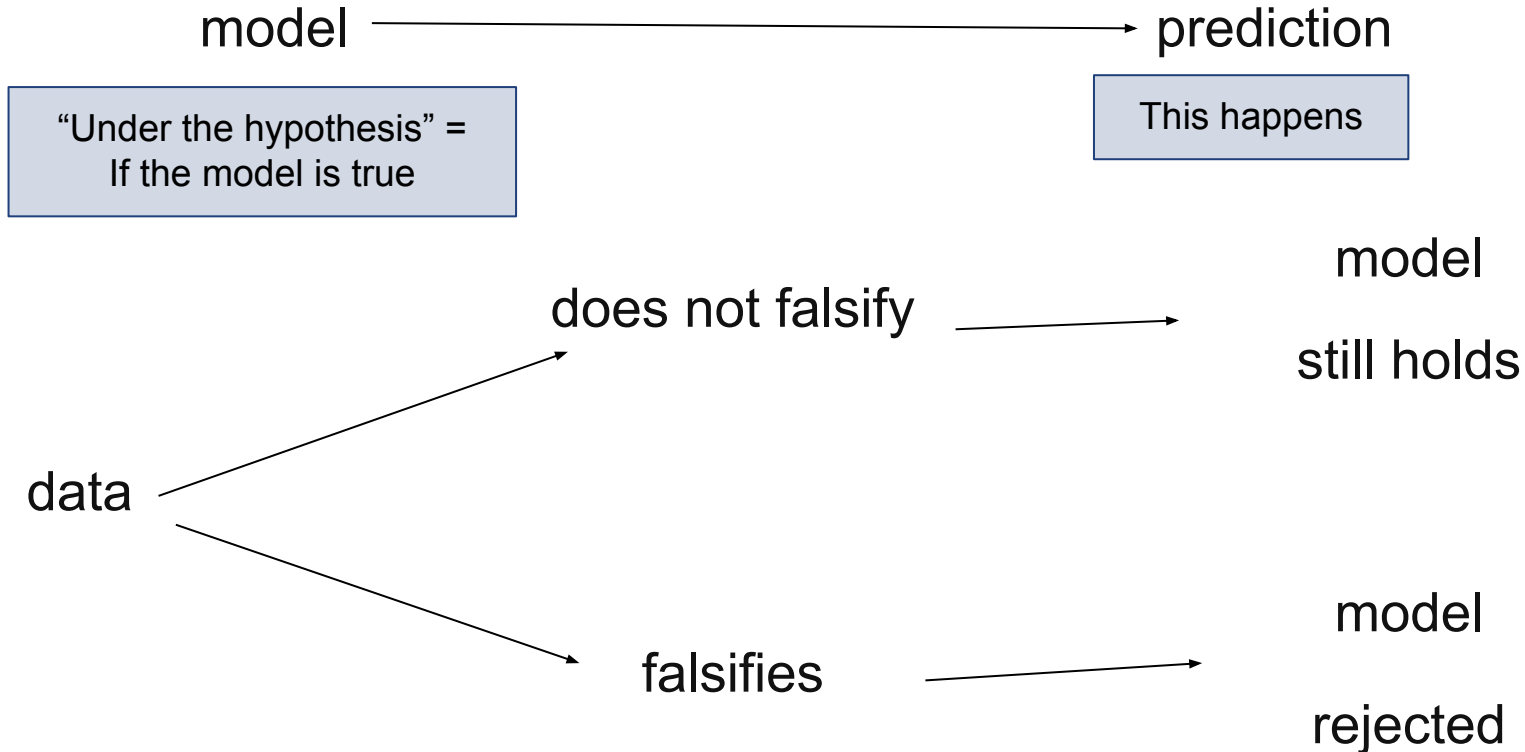 model
prediction
“Under the hypothesis” =
If the model is true
This happens
does not falsify
model
still holds
data
falsifies
model
rejected